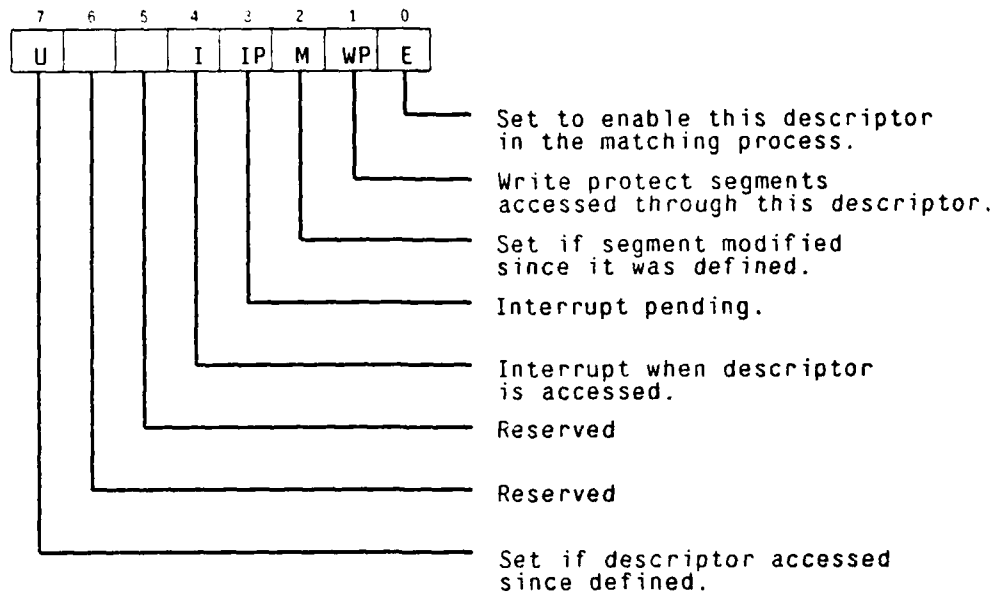 7 6 5 4 3 2 1 0
U I IP M WP E
Set to enable this descriptor
in the matching process.
Write protect segments
accessed through this descriptor.
Set if segment modified
since it was defined.
Interrupt pending.
Interrupt when descriptor
is accessed.
Reserved
Reserved
Set if descriptor accessed
since defined.